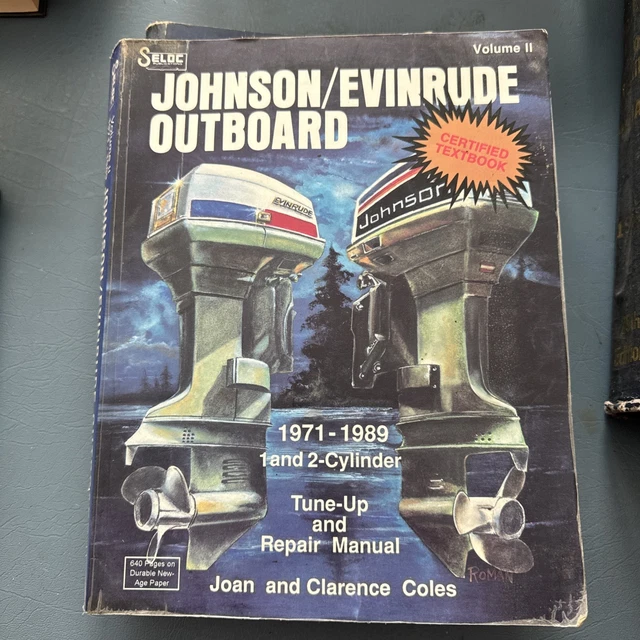 SELOC
Volume II
JOHNSON/EVINRUDE
OUTBOARD
CERTIFIED
TEXTBOOK
EVINRUDE
Johnson
1971-1989
1 and 2-Cylinder
Tune-Up
and
Repair Manual
640 Pages on
Durable New-
Age Paper
Joan and Clarence Coles
ROMAN